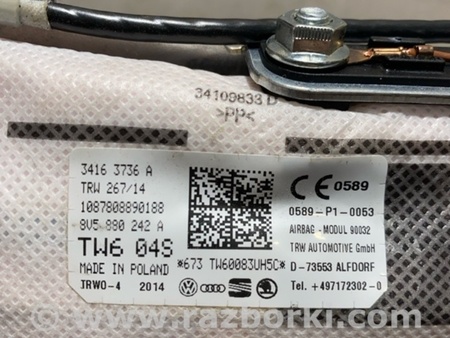 34109833 D
>PP<
3416 3736 A
TRW 267/14
1087808890188
8V5 880 242 A
TW6 04S
MADE IN POLAND
TRWO-4 2014
*673 TW60083UH5C*
CE 0589
0589-P1-0053
AIRBAG - MODUL 90032
TRW AUTOMOTIVE GmbH
D-73553 ALFDORF
Tel. +497172302-0
www.razborki.com